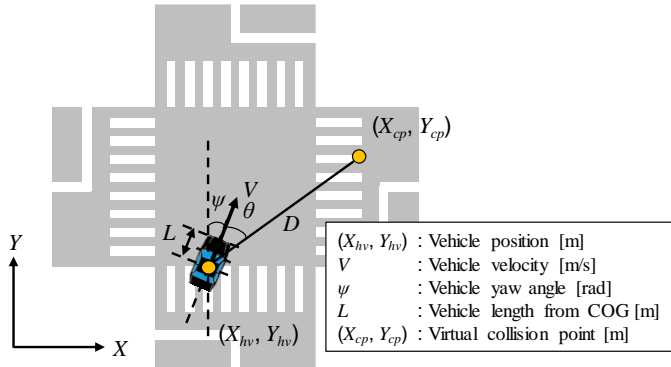 (X_cp, Y_cp)
ψ
V
θ
L
D
Y
X
(X_hv, Y_hv)
(X_hv, Y_hv) : Vehicle position [m]
V : Vehicle velocity [m/s]
ψ : Vehicle yaw angle [rad]
L : Vehicle length from COG [m]
(X_cp, Y_cp) : Virtual collision point [m]